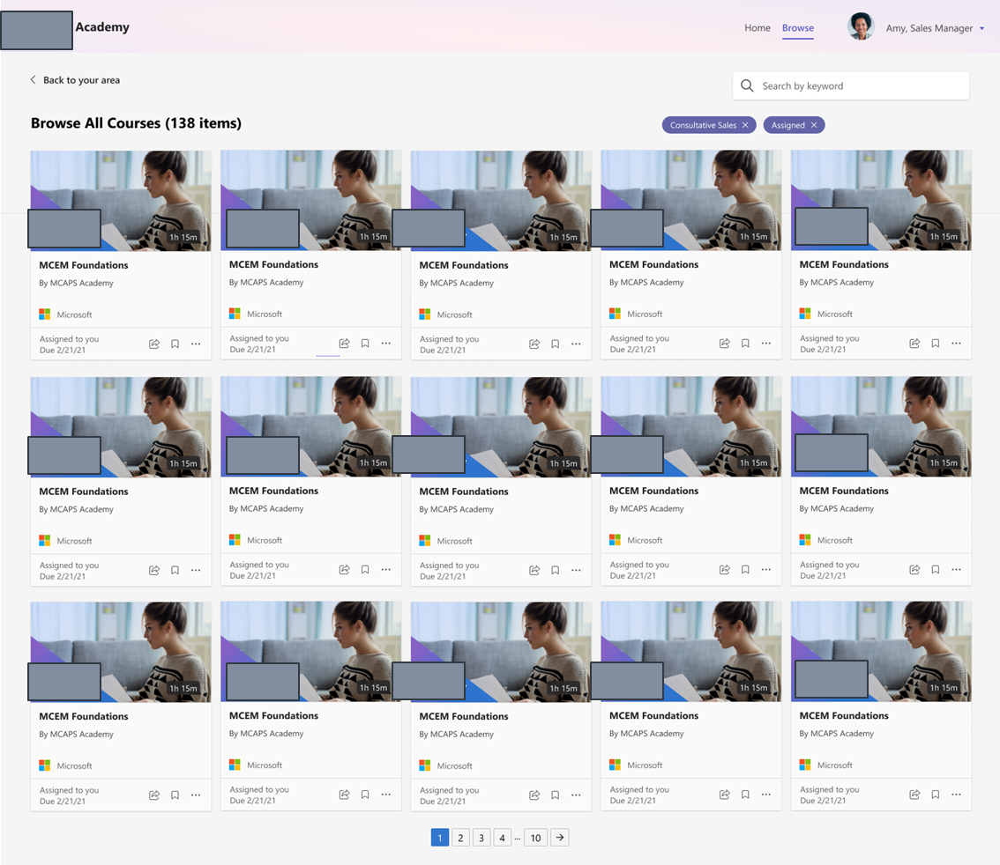 Academy
Home Browse Amy, Sales Manager
Back to your area
Search by keyword
Browse All Courses (138 items)
Consultative Sales Assigned
1h 15m 1h 15m 1h 15m 1h 15m 1h 15m
MCEM Foundations MCEM Foundations MCEM Foundations MCEM Foundations MCEM Foundations
By MCAPS Academy By MCAPS Academy By MCAPS Academy By MCAPS Academy By MCAPS Academy
Microsoft Microsoft Microsoft Microsoft Microsoft
Assigned to you Assigned to you Assigned to you Assigned to you Assigned to you
Due 2/21/21 Due 2/21/21 Due 2/21/21 Due 2/21/21 Due 2/21/21
1h 15m 1h 15m 1h 15m 1h 15m 1h 15m
MCEM Foundations MCEM Foundations MCEM Foundations MCEM Foundations MCEM Foundations
By MCAPS Academy By MCAPS Academy By MCAPS Academy By MCAPS Academy By MCAPS Academy
Microsoft Microsoft Microsoft Microsoft Microsoft
Assigned to you Assigned to you Assigned to you Assigned to you Assigned to you
Due 2/21/21 Due 2/21/21 Due 2/21/21 Due 2/21/21 Due 2/21/21
1h 15m 1h 15m 1h 15m 1h 15m 1h 15m
MCEM Foundations MCEM Foundations MCEM Foundations MCEM Foundations MCEM Foundations
By MCAPS Academy By MCAPS Academy By MCAPS Academy By MCAPS Academy By MCAPS Academy
Microsoft Microsoft Microsoft Microsoft Microsoft
Assigned to you Assigned to you Assigned to you Assigned to you Assigned to you
Due 2/21/21 Due 2/21/21 Due 2/21/21 Due 2/21/21 Due 2/21/21
1 2 3 4 ... 10